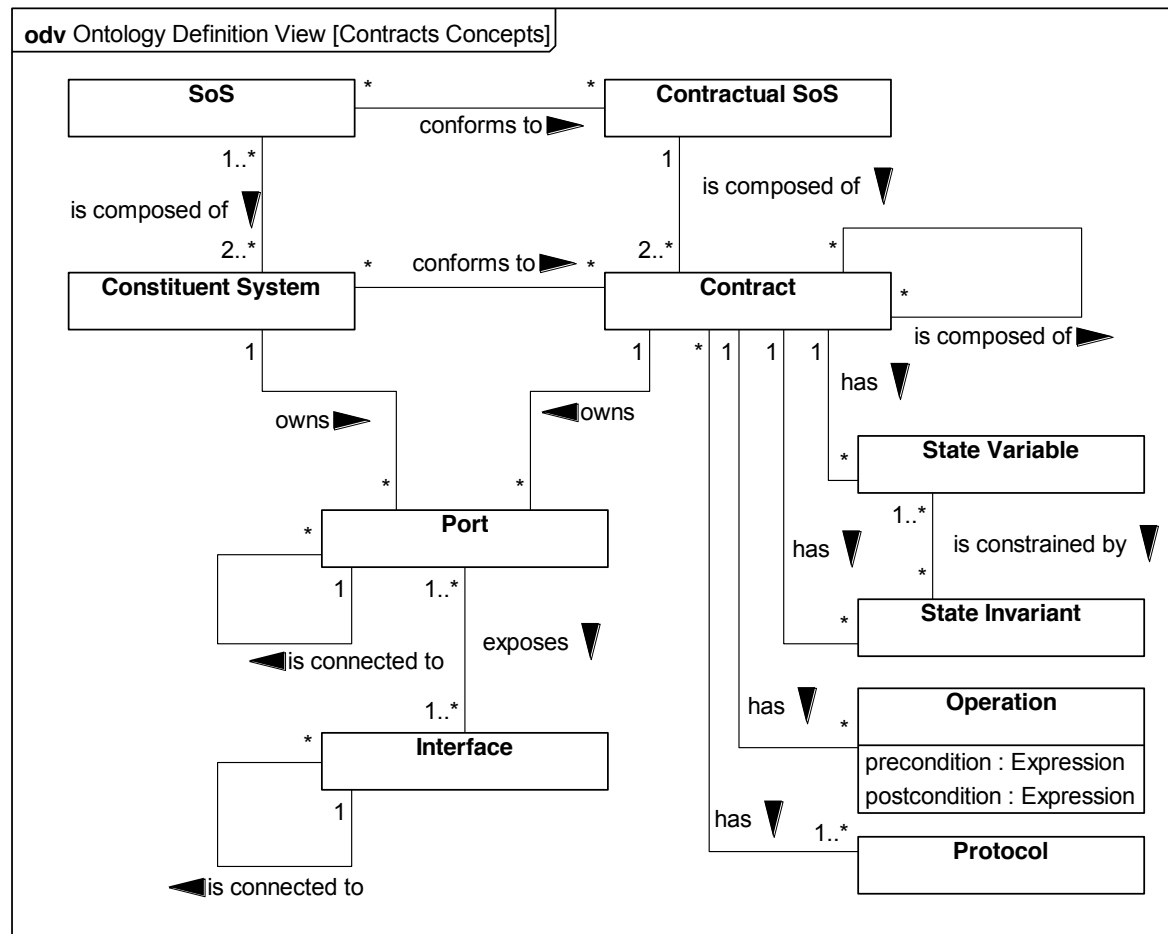 odv Ontology Definition View [Contracts Concepts]
SoS
Contractual SoS
*
*
conforms to
1..*
1
is composed of
is composed of
2..*
2..*
*
Constituent System
*
conforms to
*
Contract
*
is composed of
1
1
*
1
1
1
has
owns
owns
*
State Variable
*
*
1..*
Port
*
is constrained by
has
1
1..*
*
State Invariant
*
is connected to
exposes
Operation
has
*
1..*
precondition : Expression
postcondition : Expression
Interface
*
1
has
1..*
Protocol
is connected to